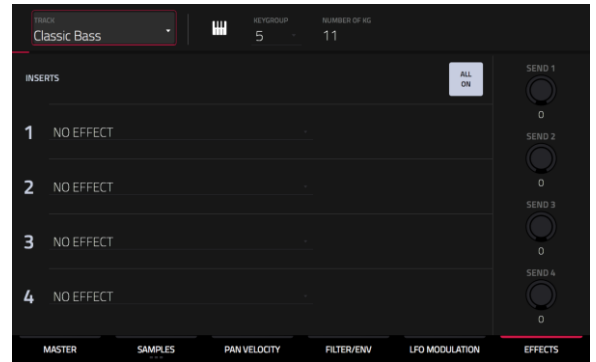 TRACK
Classic Bass
KEYGROUP
5
NUMBER OF KG
11
INSERTS
ALL ON
1 NO EFFECT
2 NO EFFECT
3 NO EFFECT
4 NO EFFECT
SEND 1
0
SEND 2
0
SEND 3
0
SEND 4
0
MASTER SAMPLES PAN VELOCITY FILTER/ENV LFO MODULATION EFFECTS